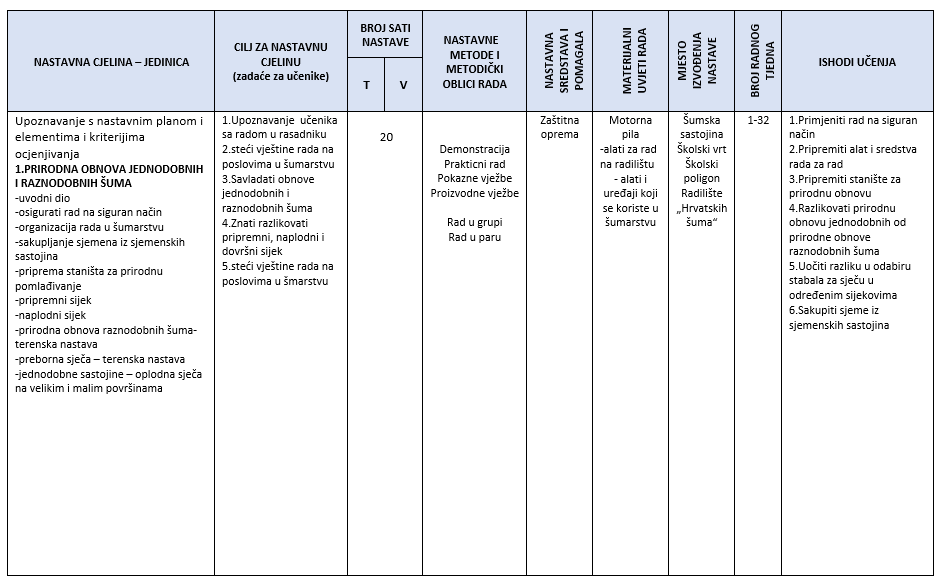 NASTAVNA CJELINA – JEDINICA
CILJ ZA NASTAVNU
CJELINU
(zadaće za učenike)
BROJ SATI
NASTAVE
T
V
NASTAVNE
METODE I
METODIČKI
OBLICI RADA
NASTAVNA
SREDSTAVA I
POMAGALA
MATERIJALNI
UVJETI RADA
MJESTO
IZVOĐENJA
NASTAVE
BROJ RADNOG
TJEDNA
ISHODI UČENJA
Upoznavanje s nastavnim planom i
elementima i kriterijima
ocjenjivanja
1.PRIRODNA OBNOVA JEDNODOBNIH
I RAZNODOBNIH ŠUMA
-uvodni dio
-osigurati rad na siguran način
-organizacija rada u šumarstvu
-sakupljanje sjemena iz sjemenskih
sastojina
-priprema staništa za prirodnu
pomlađivanje
-pripremni sijek
-naplodni sijek
-prirodna obnova raznodobnih šuma-
terenska nastava
-preborna sječa – terenska nastava
-jednodobne sastojine – oplodna sječa
na velikim i malim površinama
1.Upoznavanje  učenika
sa radom u rasadniku
2.steći vještine rada na
poslovima u šumarstvu
3.Savladati obnove
jednodobnih i
raznodobnih šuma
4.Znati razlikovati
pripremni, naplodni i
dovršni sijek
5.steći vještine rada na
poslovima u šmarstvu
20
Demonstracija
Prakticni rad
Pokazne vježbe
Proizvodne vježbe
Rad u grupi
Rad u paru
Zaštitna
oprema
Motorna
pila
-alati za rad
na radilištu
- alati i
uređaji koji
se koriste u
šumarstvu
Šumska
sastojina
Školski vrt
Školski
poligon
Radilište
„Hrvatskih
šuma“
1-32
1.Primjeniti rad na siguran
način
2.Pripremiti alat i sredstva
rada za rad
3.Pripremiti stanište za
prirodnu obnovu
4.Razlikovati prirodnu
obnovu jednodobnih od
prirodne obnove
raznodobnih šuma
5.Uočiti razliku u odabiru
stabala za sječu u
određenim sijekovima
6.Sakupiti sjeme iz
sjemenskih sastojina